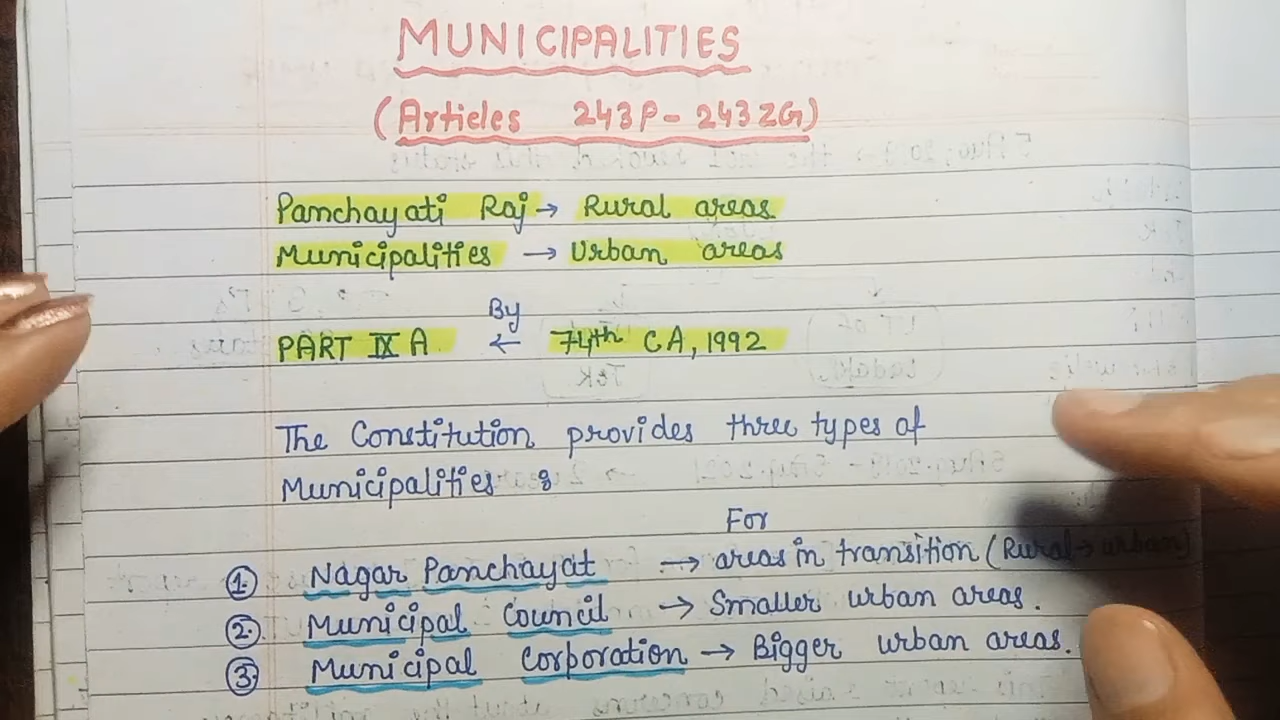 MUNICIPALITIES
(Articles 243P - 243ZG)
Panchayati Raj → Rural areas
Municipalities → Urban areas
By
PART IX A ← 74th CA, 1992
The Constitution provides three types of
Municipalities :
For
1. Nagar Panchayat → areas in transition (Rural → urban)
2. Municipal Council → Smaller urban areas.
3. Municipal Corporation → Bigger urban areas.